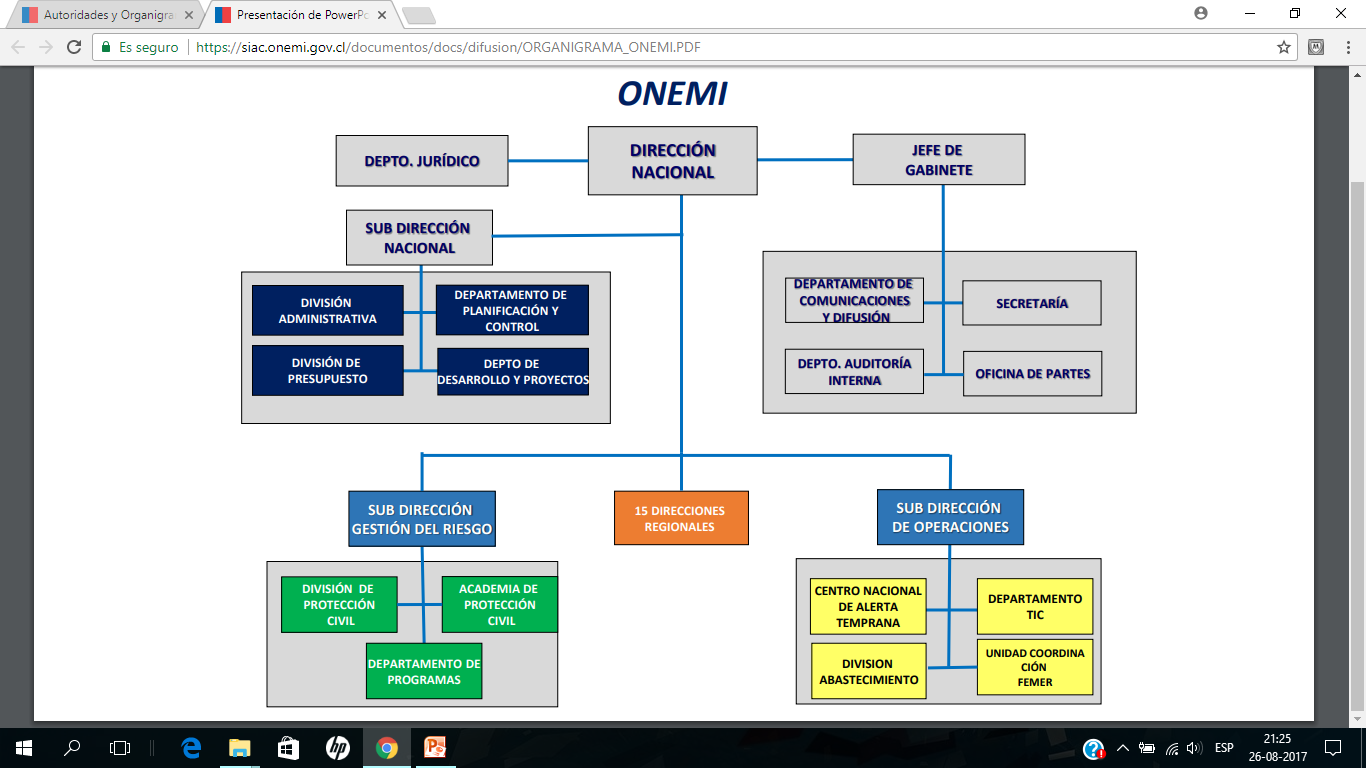 Autoridades y Organigra
Presentación de PowerPo
Es seguro
https://siac.onemi.gov.cl/documentos/docs/difusion/ORGANIGRAMA_ONEMI.PDF
ONEMI
DEPTO. JURÍDICO
DIRECCIÓN
NACIONAL
JEFE DE
GABINETE
SUB DIRECCIÓN
NACIONAL
DIVISIÓN
ADMINISTRATIVA
DEPARTAMENTO DE
PLANIFICACIÓN Y
CONTROL
DIVISIÓN DE
PRESUPUESTO
DEPTO DE
DESARROLLO Y PROYECTOS
DEPARTAMENTO DE
COMUNICACIONES
Y DIFUSIÓN
SECRETARÍA
DEPTO. AUDITORÍA
INTERNA
OFICINA DE PARTES
SUB DIRECCIÓN
GESTIÓN DEL RIESGO
15 DIRECCIONES
REGIONALES
SUB DIRECCIÓN
DE OPERACIONES
DIVISIÓN DE
PROTECCIÓN
CIVIL
ACADEMIA DE
PROTECCIÓN
CIVIL
DEPARTAMENTO DE
PROGRAMAS
CENTRO NACIONAL
DE ALERTA
TEMPRANA
DEPARTAMENTO
TIC
DIVISION
ABASTECIMIENTO
UNIDAD COORDINA
CIÓN
FEMER
hp
ESP
21:25
26-08-2017